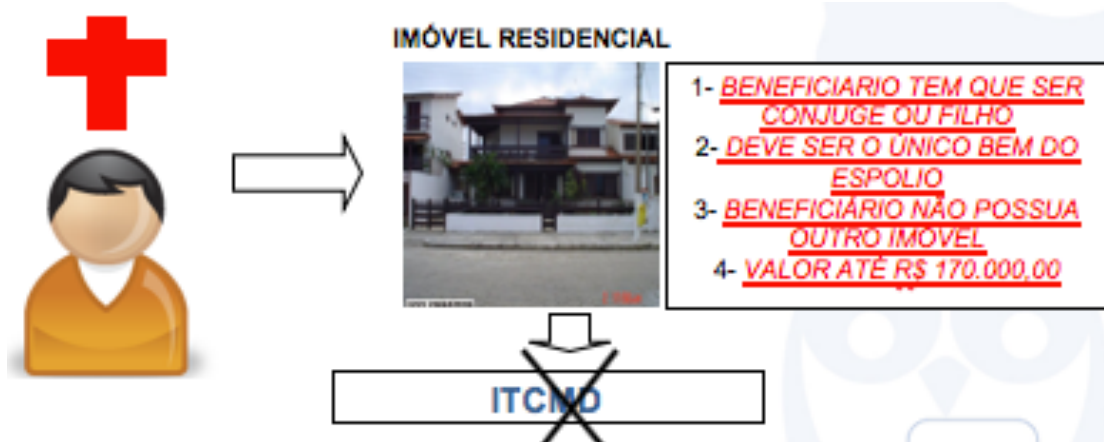 IMÓVEL RESIDENCIAL
1- BENEFICIARIO TEM QUE SER
CONJUGE OU FILHO
2- DEVE SER O ÚNICO BEM DO
ESPOLIO
3- BENEFICIÁRIO NÃO POSSUA
OUTRO IMÓVEL
4- VALOR ATÉ R$ 170.000,00
ITCMD